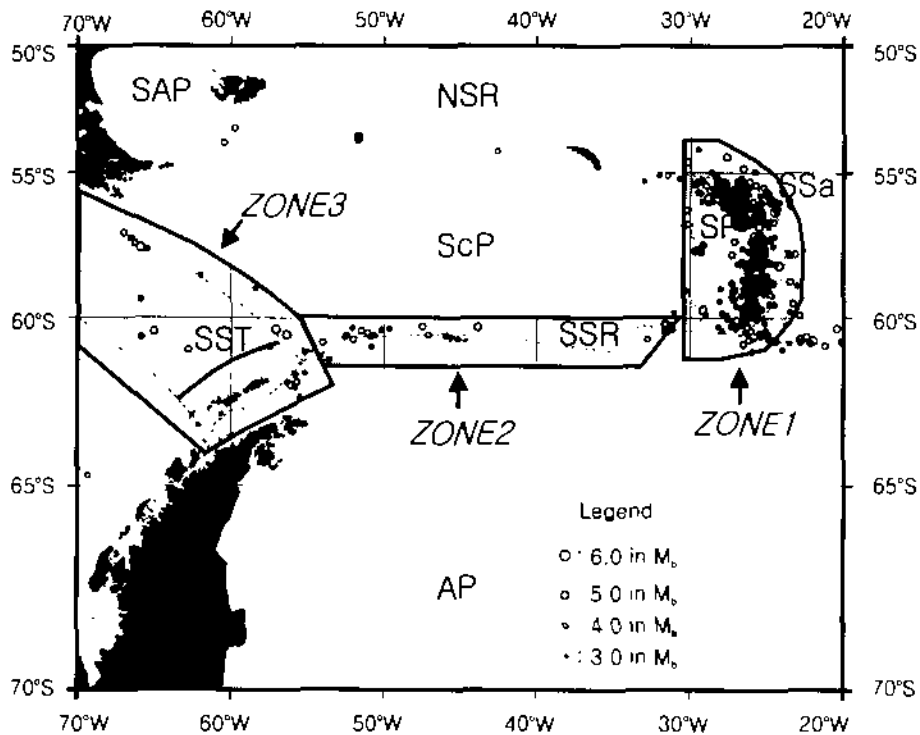 70°W 60°W 50°W 40°W 30°W 20°W
50°S 50°S
SAP NSR
55°S 55°S
SSa
ZONE3
ScP
60°S 60°S
SST SSR
ZONE2 ZONE1
65°S 65°S
Legend
6.0 in Mb
5.0 in Mb
AP
4.0 in Mb
3.0 in Mb
70°S 70°S
70°W 60°W 50°W 40°W 30°W 20°W